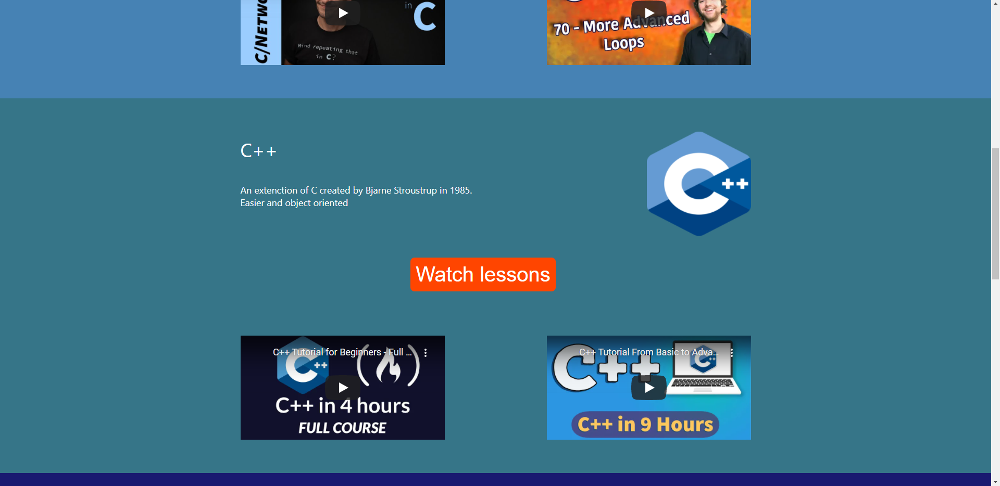 in C
Mind repeating that
in C?
70 - More Advanced
Loops
C++
An extenction of C created by Bjarne Stroustrup in 1985.
Easier and object oriented
C++
Watch lessons
C++ Tutorial for Beginners - Full ...
C++
C++ in 4 hours
FULL COURSE
C++ Tutorial From Basic to Adva...
C++
C++
C++ in 9 Hours